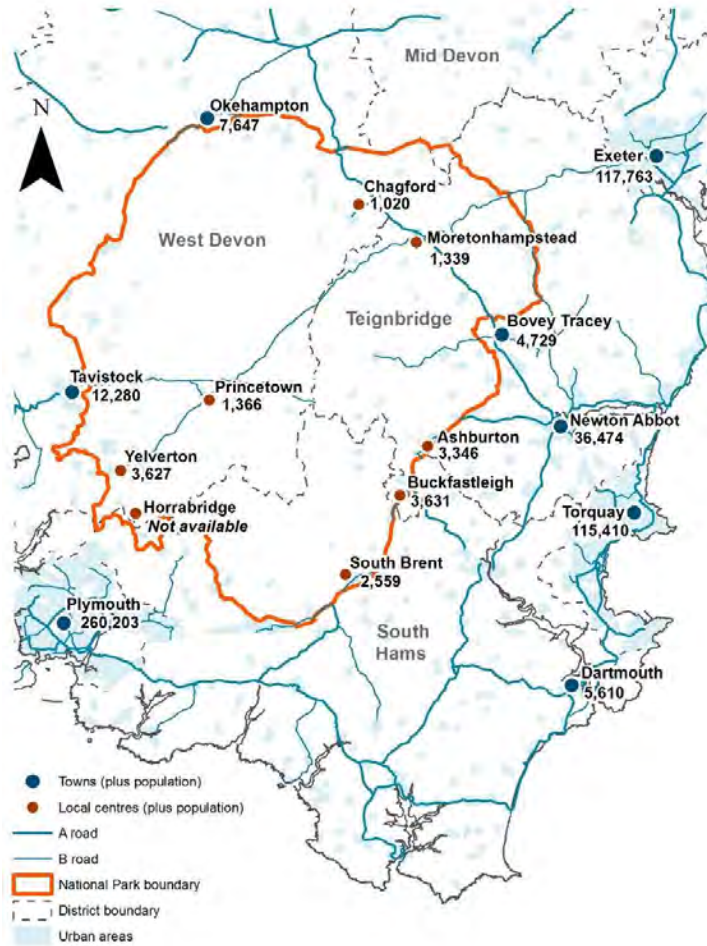 Mid Devon
N
Okehampton
7,647
Exeter
117,763
Chagford
1,020
West Devon
Moretonhampstead
1,339
Teignbridge
Bovey Tracey
4,729
Tavistock
12,280
Princetown
1,366
Newton Abbot
36,474
Ashburton
3,346
Yelverton
3,627
Buckfastleigh
3,631
Horrabridge
Not available
Torquay
115,410
South Brent
2,559
Plymouth
260,203
South
Hams
Dartmouth
5,610
Towns (plus population)
Local centres (plus population)
A road
B road
National Park boundary
District boundary
Urban areas